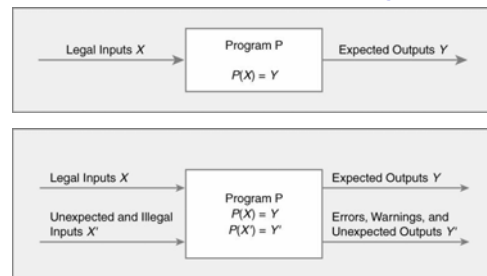 Legal Inputs X
Program P
P(X) = Y
Expected Outputs Y
Legal Inputs X
Unexpected and Illegal
Inputs X'
Program P
P(X) = Y
P(X') = Y'
Expected Outputs Y
Errors, Warnings, and
Unexpected Outputs Y'